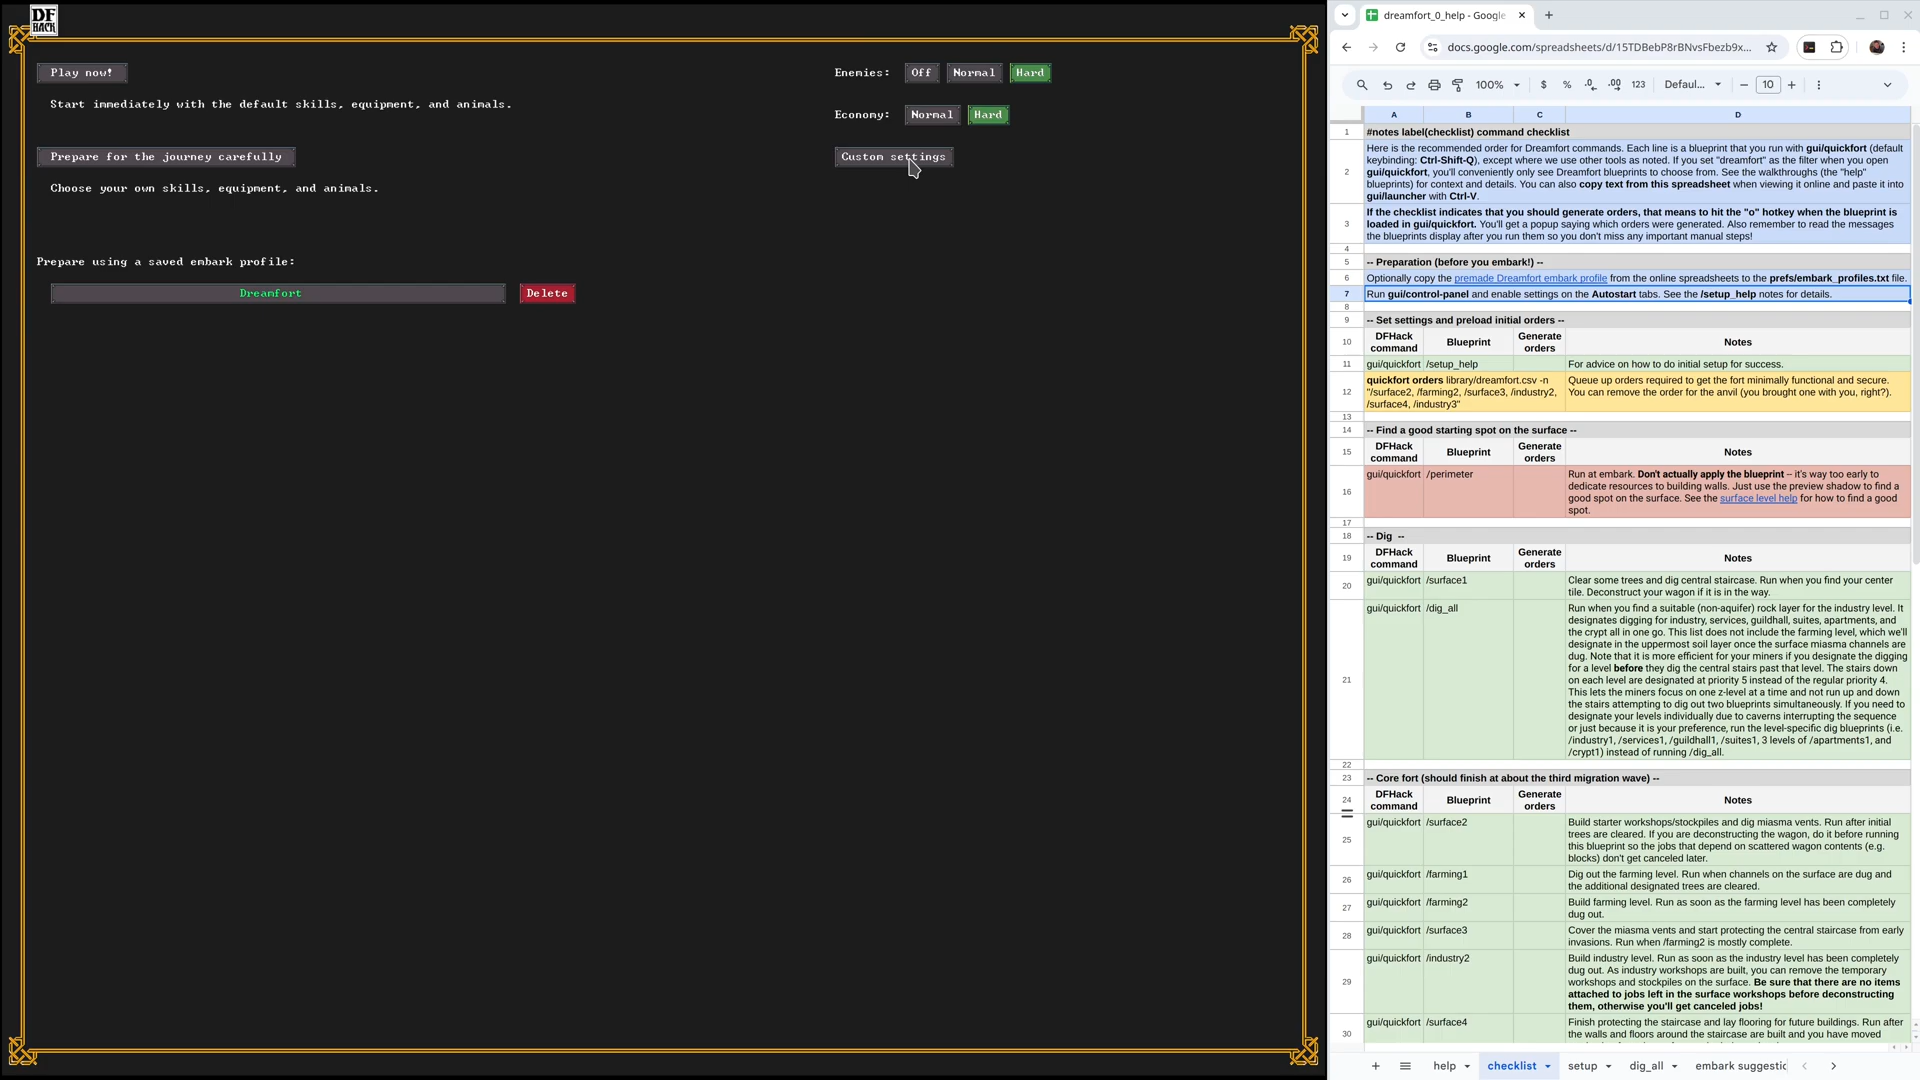 DF
HACK
Play now!
Start immediately with the default skills, equipment, and animals.
Prepare for the journey carefully
Choose your own skills, equipment, and animals.
Prepare using a saved embark profile:
Dreamfort
Delete
Enemies: Off Normal Hard
Economy: Normal Hard
Custom settings
dreamfort_0_help - Google
docs.google.com/spreadsheets/d/15TDBebP8rBNvsFbezb9x...
100% $ % .0 .00 123 Defaul... 10
A B C D
1 #notes label(checklist) command checklist
2 Here is the recommended order for Dreamfort commands. Each line is a blueprint that you run with gui/quickfort (default
keybinding: Ctrl-Shift-Q), except where we use other tools as noted. If you set "dreamfort" as the filter when you open
gui/quickfort, you'll conveniently only see Dreamfort blueprints to choose from. See the walkthroughs (the "help"
blueprints) for context and details. You can also copy text from this spreadsheet when viewing it online and paste it into
gui/launcher with Ctrl-V.
3 If the checklist indicates that you should generate orders, that means to hit the "o" hotkey when the blueprint is
loaded in gui/quickfort. You'll get a popup saying which orders were generated. Also remember to read the messages
the blueprints display after you run them so you don't miss any important manual steps!
4
5 -- Preparation (before you embark!) --
6 Optionally copy the premade Dreamfort embark profile from the online spreadsheets to the prefs/embark_profiles.txt file.
7 Run gui/control-panel and enable settings on the Autostart tabs. See the /setup_help notes for details.
8
9 -- Set settings and preload initial orders --
10 DFHack command Blueprint Generate orders Notes
11 gui/quickfort /setup_help For advice on how to do initial setup for success.
12 quickfort orders library/dreamfort.csv -n
"/surface2, /farming2, /surface3, /industry2,
/surface4, /industry3"
Queue up orders required to get the fort minimally functional and secure.
You can remove the order for the anvil (you brought one with you, right?).
13
14 -- Find a good starting spot on the surface --
15 DFHack command Blueprint Generate orders Notes
16 gui/quickfort /perimeter Run at embark. Don't actually apply the blueprint – it's way too early to
dedicate resources to building walls. Just use the preview shadow to find a
good spot on the surface. See the surface level help for how to find a good
spot.
17
18 -- Dig --
19 DFHack command Blueprint Generate orders Notes
20 gui/quickfort /surface1 Clear some trees and dig central staircase. Run when you find your center
tile. Deconstruct your wagon if it is in the way.
21 gui/quickfort /dig_all Run when you find a suitable (non-aquifer) rock layer for the industry level. It
designates digging for industry, services, guildhall, suites, apartments, and
the crypt all in one go. This list does not include the farming level, which we'll
designate in the uppermost soil layer once the surface miasma channels are
dug. Note that it is more efficient for your miners if you designate the digging
for a level before they dig the central stairs past that level. The stairs down
on each level are designated at priority 5 instead of the regular priority 4.
This lets the miners focus on one z-level at a time and not run up and down
the stairs attempting to dig out two blueprints simultaneously. If you need to
designate your levels individually due to caverns interrupting the sequence
or just because it is your preference, run the level-specific dig blueprints (i.e.
/industry1, /services1, /guildhall1, /suites1, 3 levels of /apartments1, and
/crypt1) instead of running /dig_all.
22
23 -- Core fort (should finish at about the third migration wave) --
24 DFHack command Blueprint Generate orders Notes
25 gui/quickfort /surface2 Build starter workshops/stockpiles and dig miasma vents. Run after initial
trees are cleared. If you are deconstructing the wagon, do it before running
this blueprint so the jobs that depend on scattered wagon contents (e.g.
blocks) don't get canceled later.
26 gui/quickfort /farming1 Dig out the farming level. Run when channels on the surface are dug and
the additional designated trees are cleared.
27 gui/quickfort /farming2 Build farming level. Run as soon as the farming level has been completely
dug out.
28 gui/quickfort /surface3 Cover the miasma vents and start protecting the central staircase from early
invasions. Run when /farming2 is mostly complete.
29 gui/quickfort /industry2 Build industry level. Run as soon as the industry level has been completely
dug out. As industry workshops are built, you can remove the temporary
workshops and stockpiles on the surface. Be sure that there are no items
attached to jobs left in the surface workshops before deconstructing
them, otherwise you'll get canceled jobs!
30 gui/quickfort /surface4 Finish protecting the staircase and lay flooring for future buildings. Run after
the walls and floors around the staircase are built and you have moved
help checklist setup dig_all embark suggestic